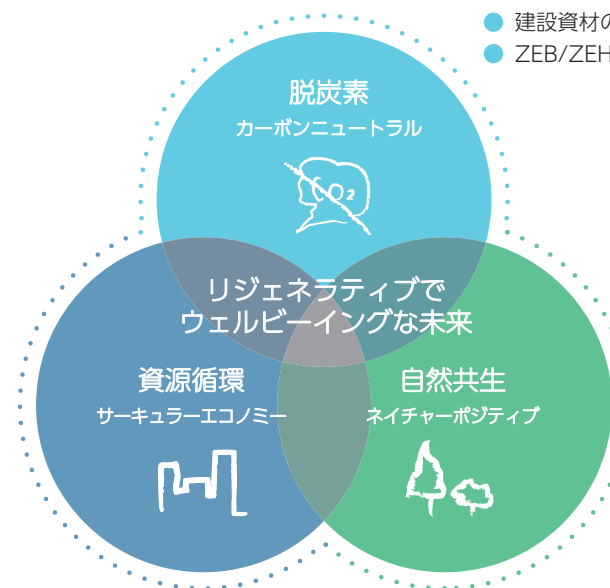 建設資材の
ZEB/ZEH
脱炭素
カーボンニュートラル
CO2
リジェネラティブで
ウェルビーイングな未来
資源循環
サーキュラーエコノミー
自然共生
ネイチャーポジティブ